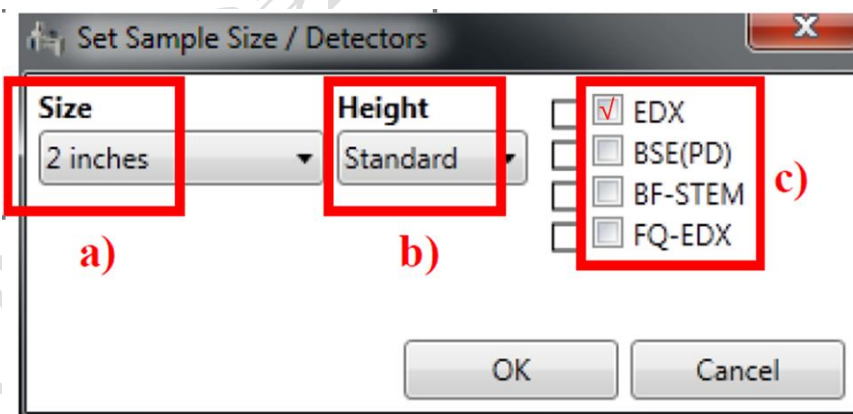 Set Sample Size / Detectors
x
Size
Height
2 inches
Standard
√ EDX
BSE(PD)
BF-STEM
FQ-EDX
a)
b)
c)
OK
Cancel